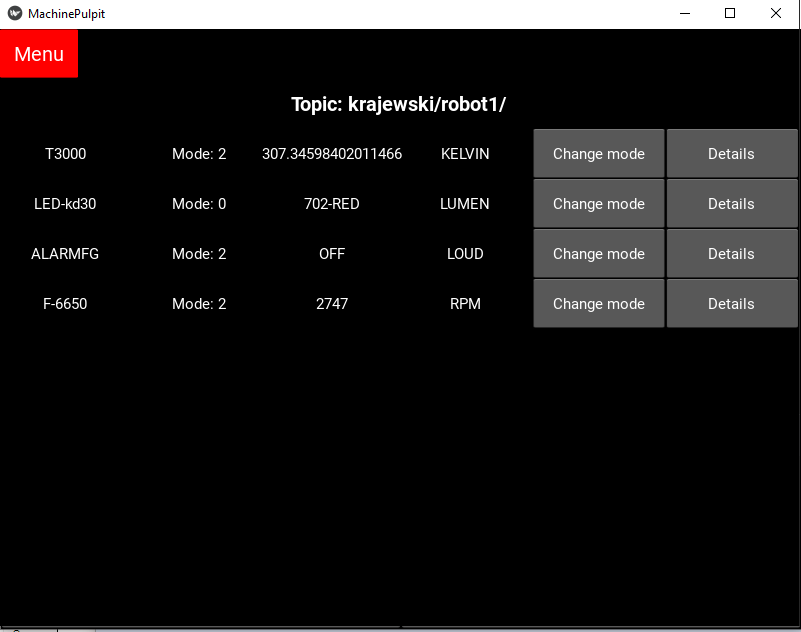 MachinePulpit
Menu
Topic: krajewski/robot1/
T3000 Mode: 2 307.34598402011466 KELVIN Change mode Details
LED-kd30 Mode: 0 702-RED LUMEN Change mode Details
ALARMFG Mode: 2 OFF LOUD Change mode Details
F-6650 Mode: 2 2747 RPM Change mode Details